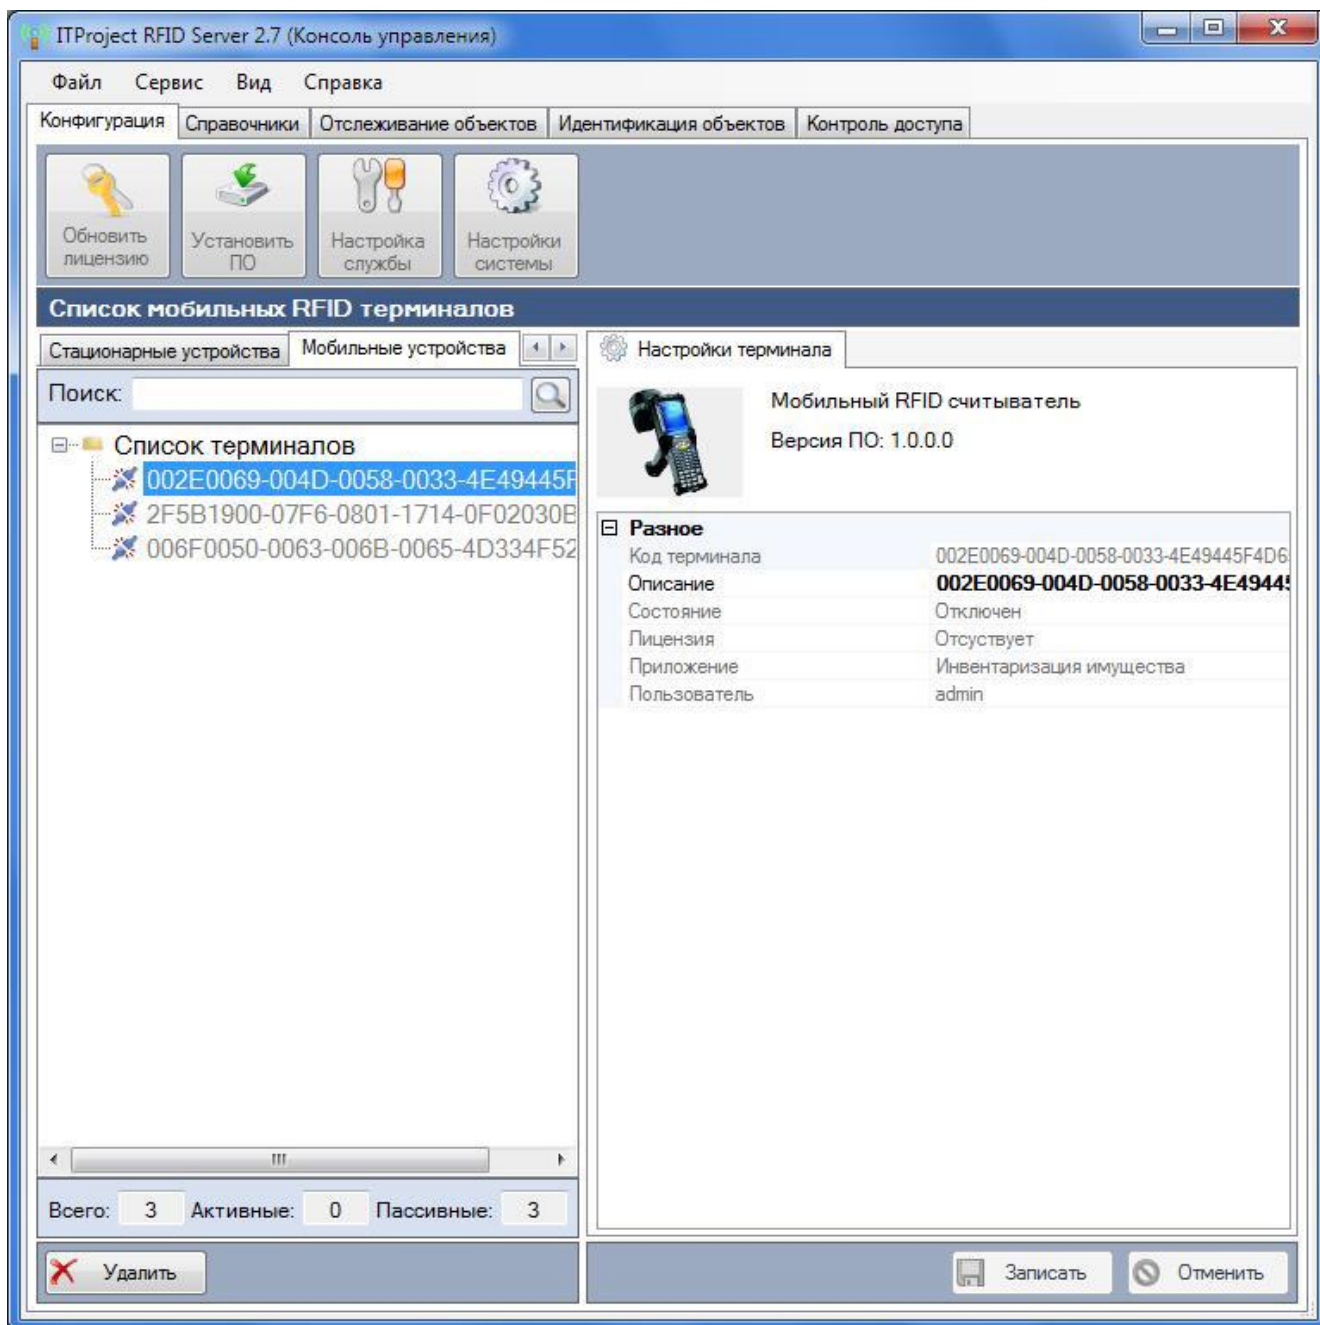 ITProject RFID Server 2.7 (Консоль управления)
Файл Сервис Вид Справка
Конфигурация Справочники Отслеживание объектов Идентификация объектов Контроль доступа
Обновить лицензию
Установить ПО
Настройка службы
Настройки системы
Список мобильных RFID терминалов
Стационарные устройства Мобильные устройства
Настройки терминала
Поиск:
Мобильный RFID считыватель
Версия ПО: 1.0.0.0
Список терминалов
002E0069-004D-0058-0033-4E49445F
2F5B1900-07F6-0801-1714-0F02030B
006F0050-0063-006B-0065-4D334F52
Разное
Код терминала 002E0069-004D-0058-0033-4E49445F4D6
Описание 002E0069-004D-0058-0033-4E49445
Состояние Отключен
Лицензия Отсуствует
Приложение Инвентаризация имущества
Пользователь admin
Всего: 3 Активные: 0 Пассивные: 3
Удалить
Записать
Отменить